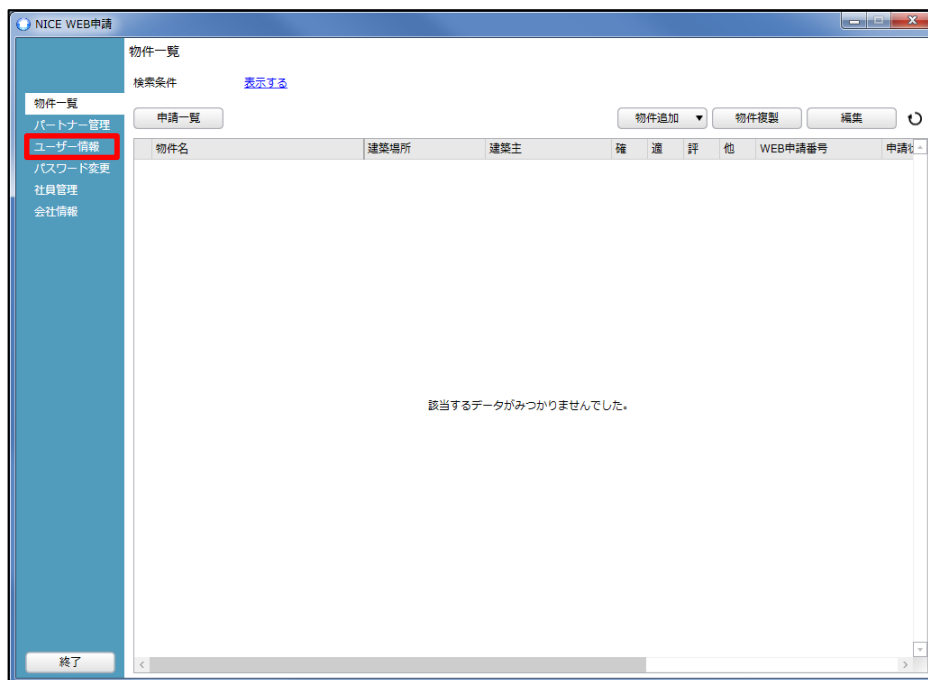 NICE WEB申請
物件一覧
検索条件 表示する
物件一覧
パートナー管理
ユーザー情報
パスワード変更
社員管理
会社情報
申請一覧 物件追加 ▼ 物件複製 編集
物件名 建築場所 建築主 確 適 評 他 WEB申請番号 申請
該当するデータがみつかりませんでした。
終了